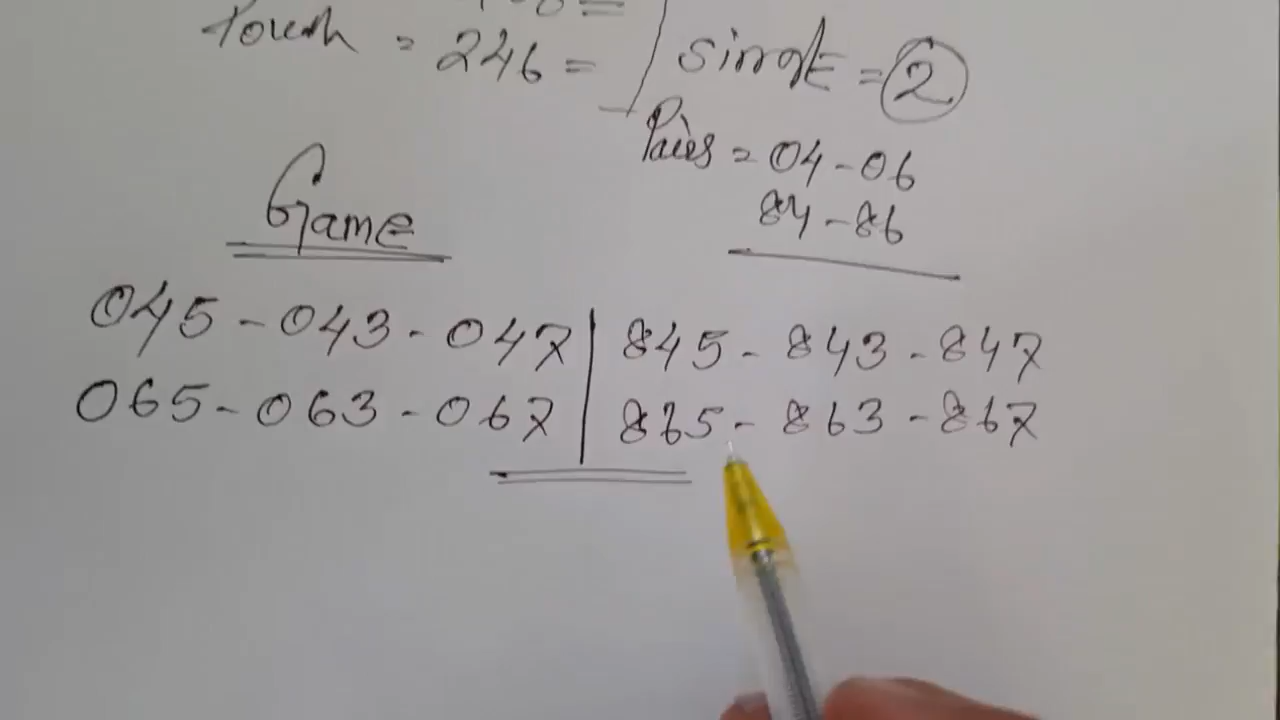 Touch = 246 =
Single = 2
Paies = 04-06
84-86
Game
045-043-047 | 845-843-847
065-063-067 | 865-863-867